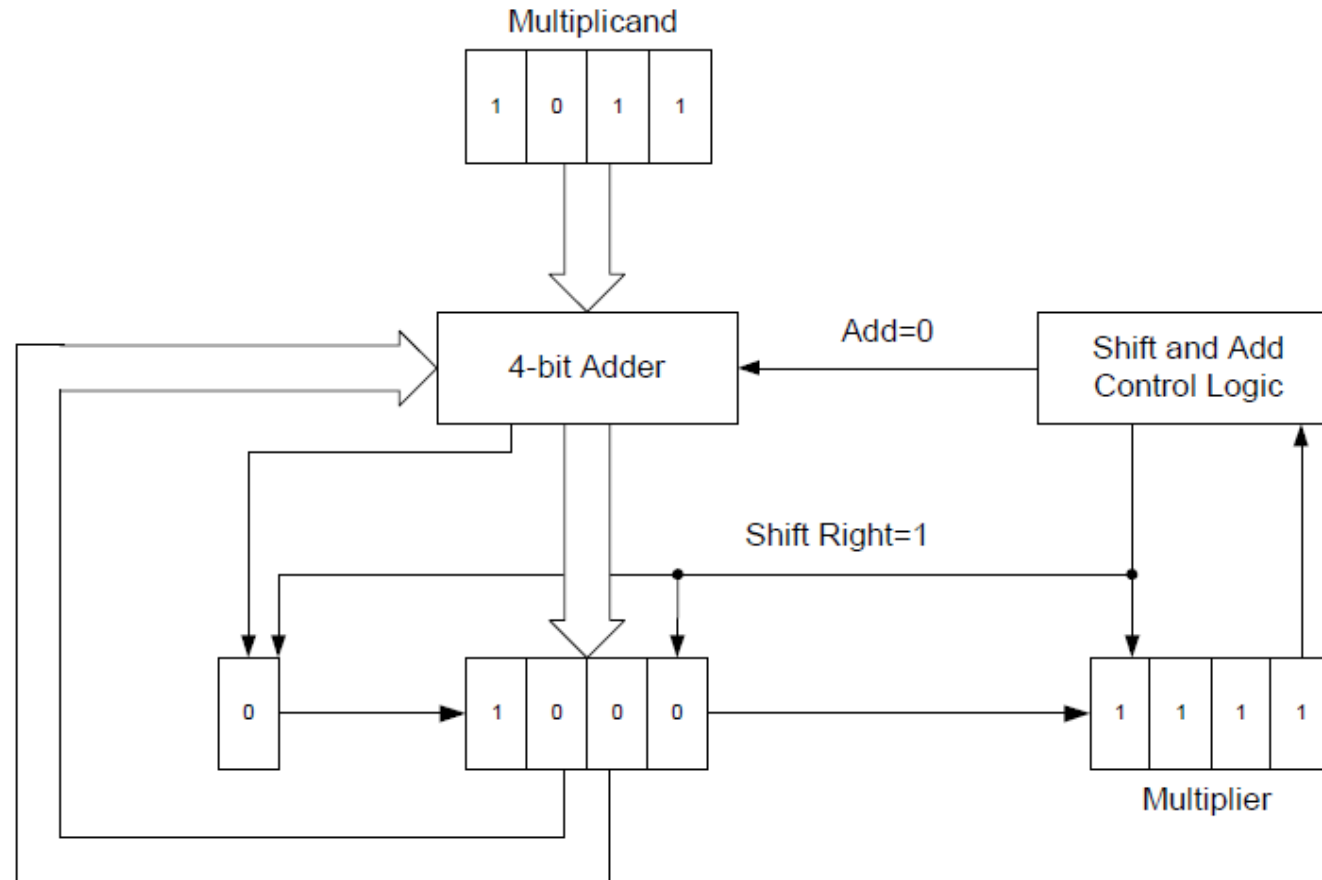 Multiplicand
1 0 1 1
Add=0
4-bit Adder
Shift and Add
Control Logic
Shift Right=1
0 1 0 0 0 1 1 1 1
Multiplier